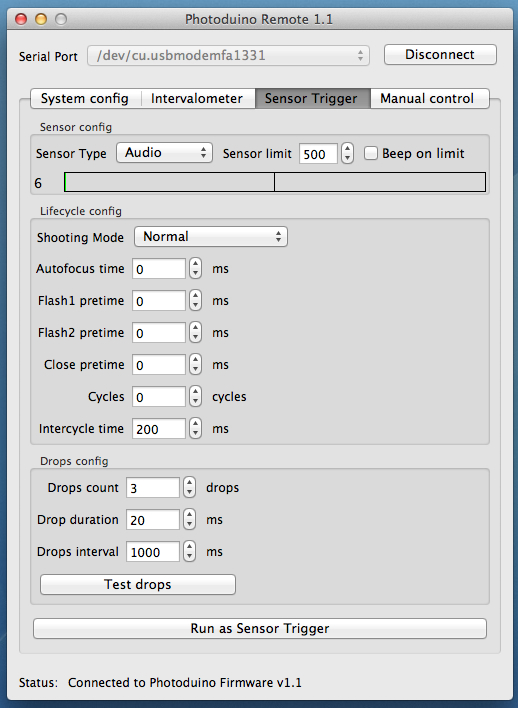 Photoduino Remote 1.1
Serial Port /dev/cu.usbmodemfa1331 Disconnect
System config Intervalometer Sensor Trigger Manual control
Sensor config
Sensor Type Audio Sensor limit 500 Beep on limit
6
Lifecycle config
Shooting Mode Normal
Autofocus time 0 ms
Flash1 pretime 0 ms
Flash2 pretime 0 ms
Close pretime 0 ms
Cycles 0 cycles
Intercycle time 200 ms
Drops config
Drops count 3 drops
Drop duration 20 ms
Drops interval 1000 ms
Test drops
Run as Sensor Trigger
Status: Connected to Photoduino Firmware v1.1